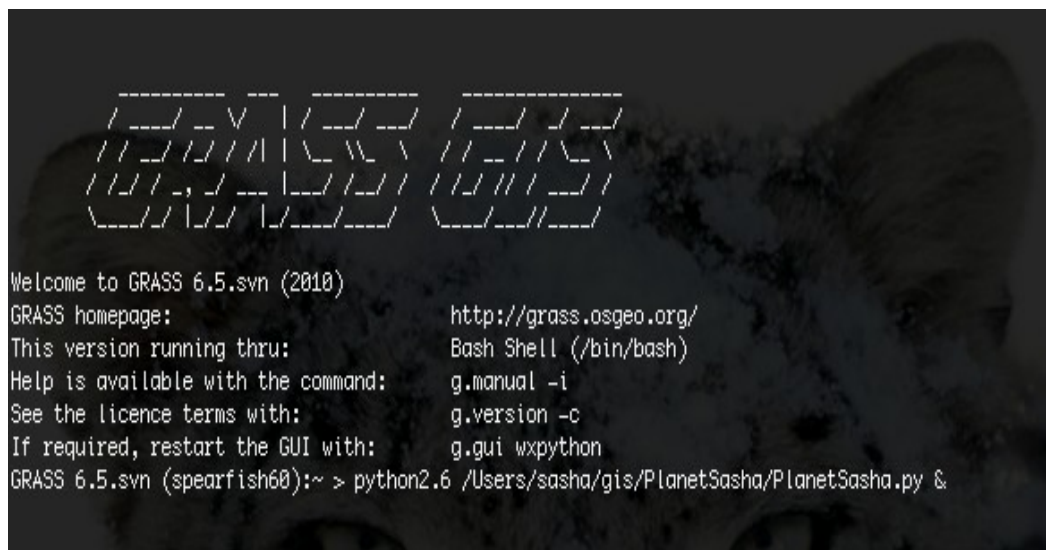 GRASS GIS
Welcome to GRASS 6.5.svn (2010)
GRASS homepage: http://grass.osgeo.org/
This version running thru: Bash Shell (/bin/bash)
Help is available with the command: g.manual -i
See the licence terms with: g.version -c
If required, restart the GUI with: g.gui wxpython
GRASS 6.5.svn (spearfish60):~ > python2.6 /Users/sasha/gis/PlanetSasha/PlanetSasha.py &